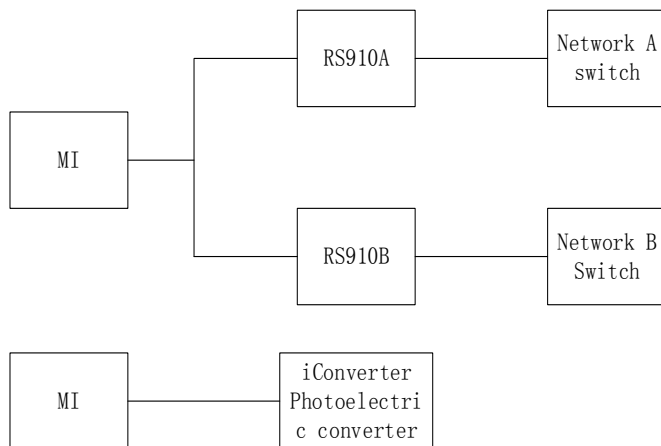 RS910A
Network A
switch
MI
RS910B
Network B
Switch
MI
iConverter
Photoelectri
c converter